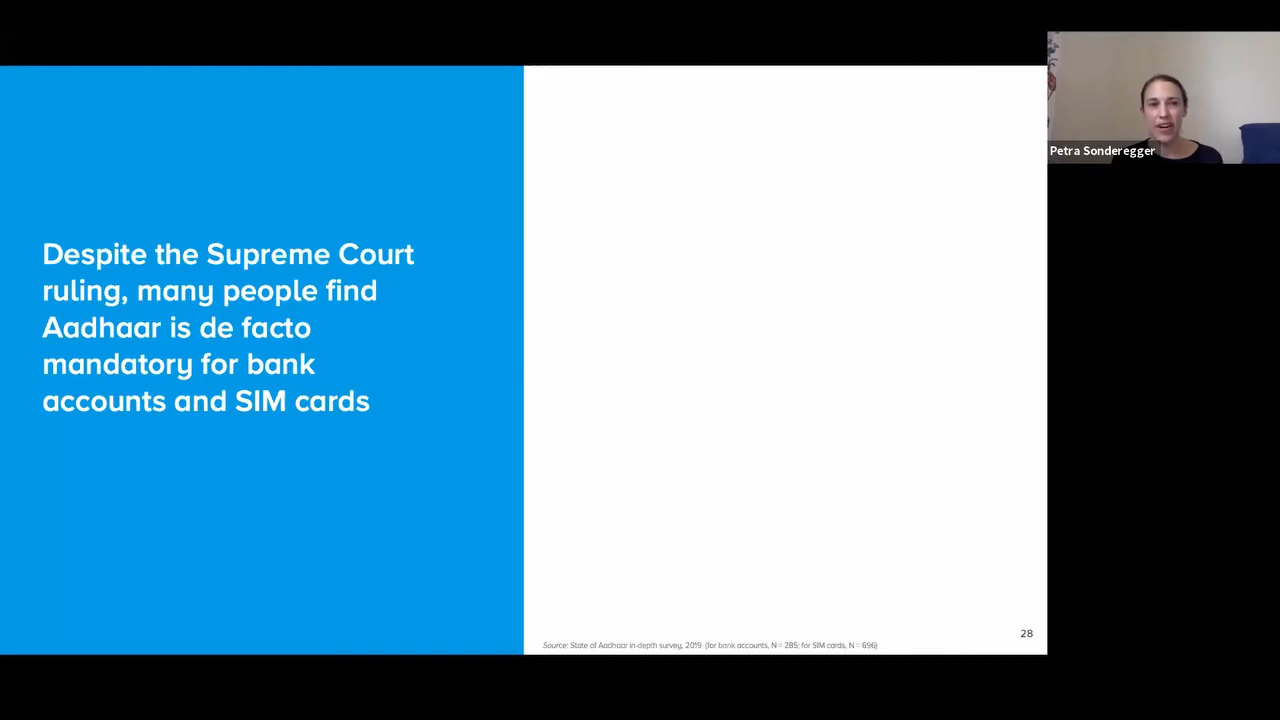 Despite the Supreme Court
ruling, many people find
Aadhaar is de facto
mandatory for bank
accounts and SIM cards
Petra Sonderegger
28
Source: State of Aadhaar in-depth survey, 2019 (for bank accounts, N = 285; for SIM cards, N = 696)